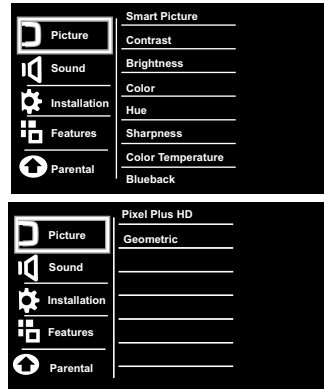 Picture
Sound
Installation
Features
Parental
Smart Picture
Contrast
Brightness
Color
Hue
Sharpness
Color Temperature
Blueback
Picture
Sound
Installation
Features
Parental
Pixel Plus HD
Geometric